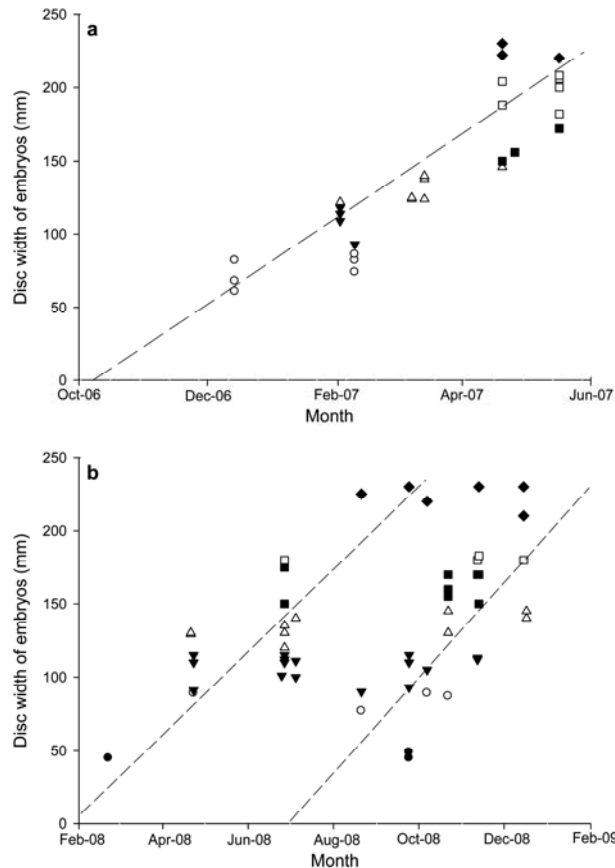 a
250
200
150
100
50
0
Disc width of embryos (mm)
Oct-06 Dec-06 Feb-07 Apr-07 Jun-07
Month
b
250
200
150
100
50
0
Disc width of embryos (mm)
Feb-08 Apr-08 Jun-08 Aug-08 Oct-08 Dec-08 Feb-09
Month